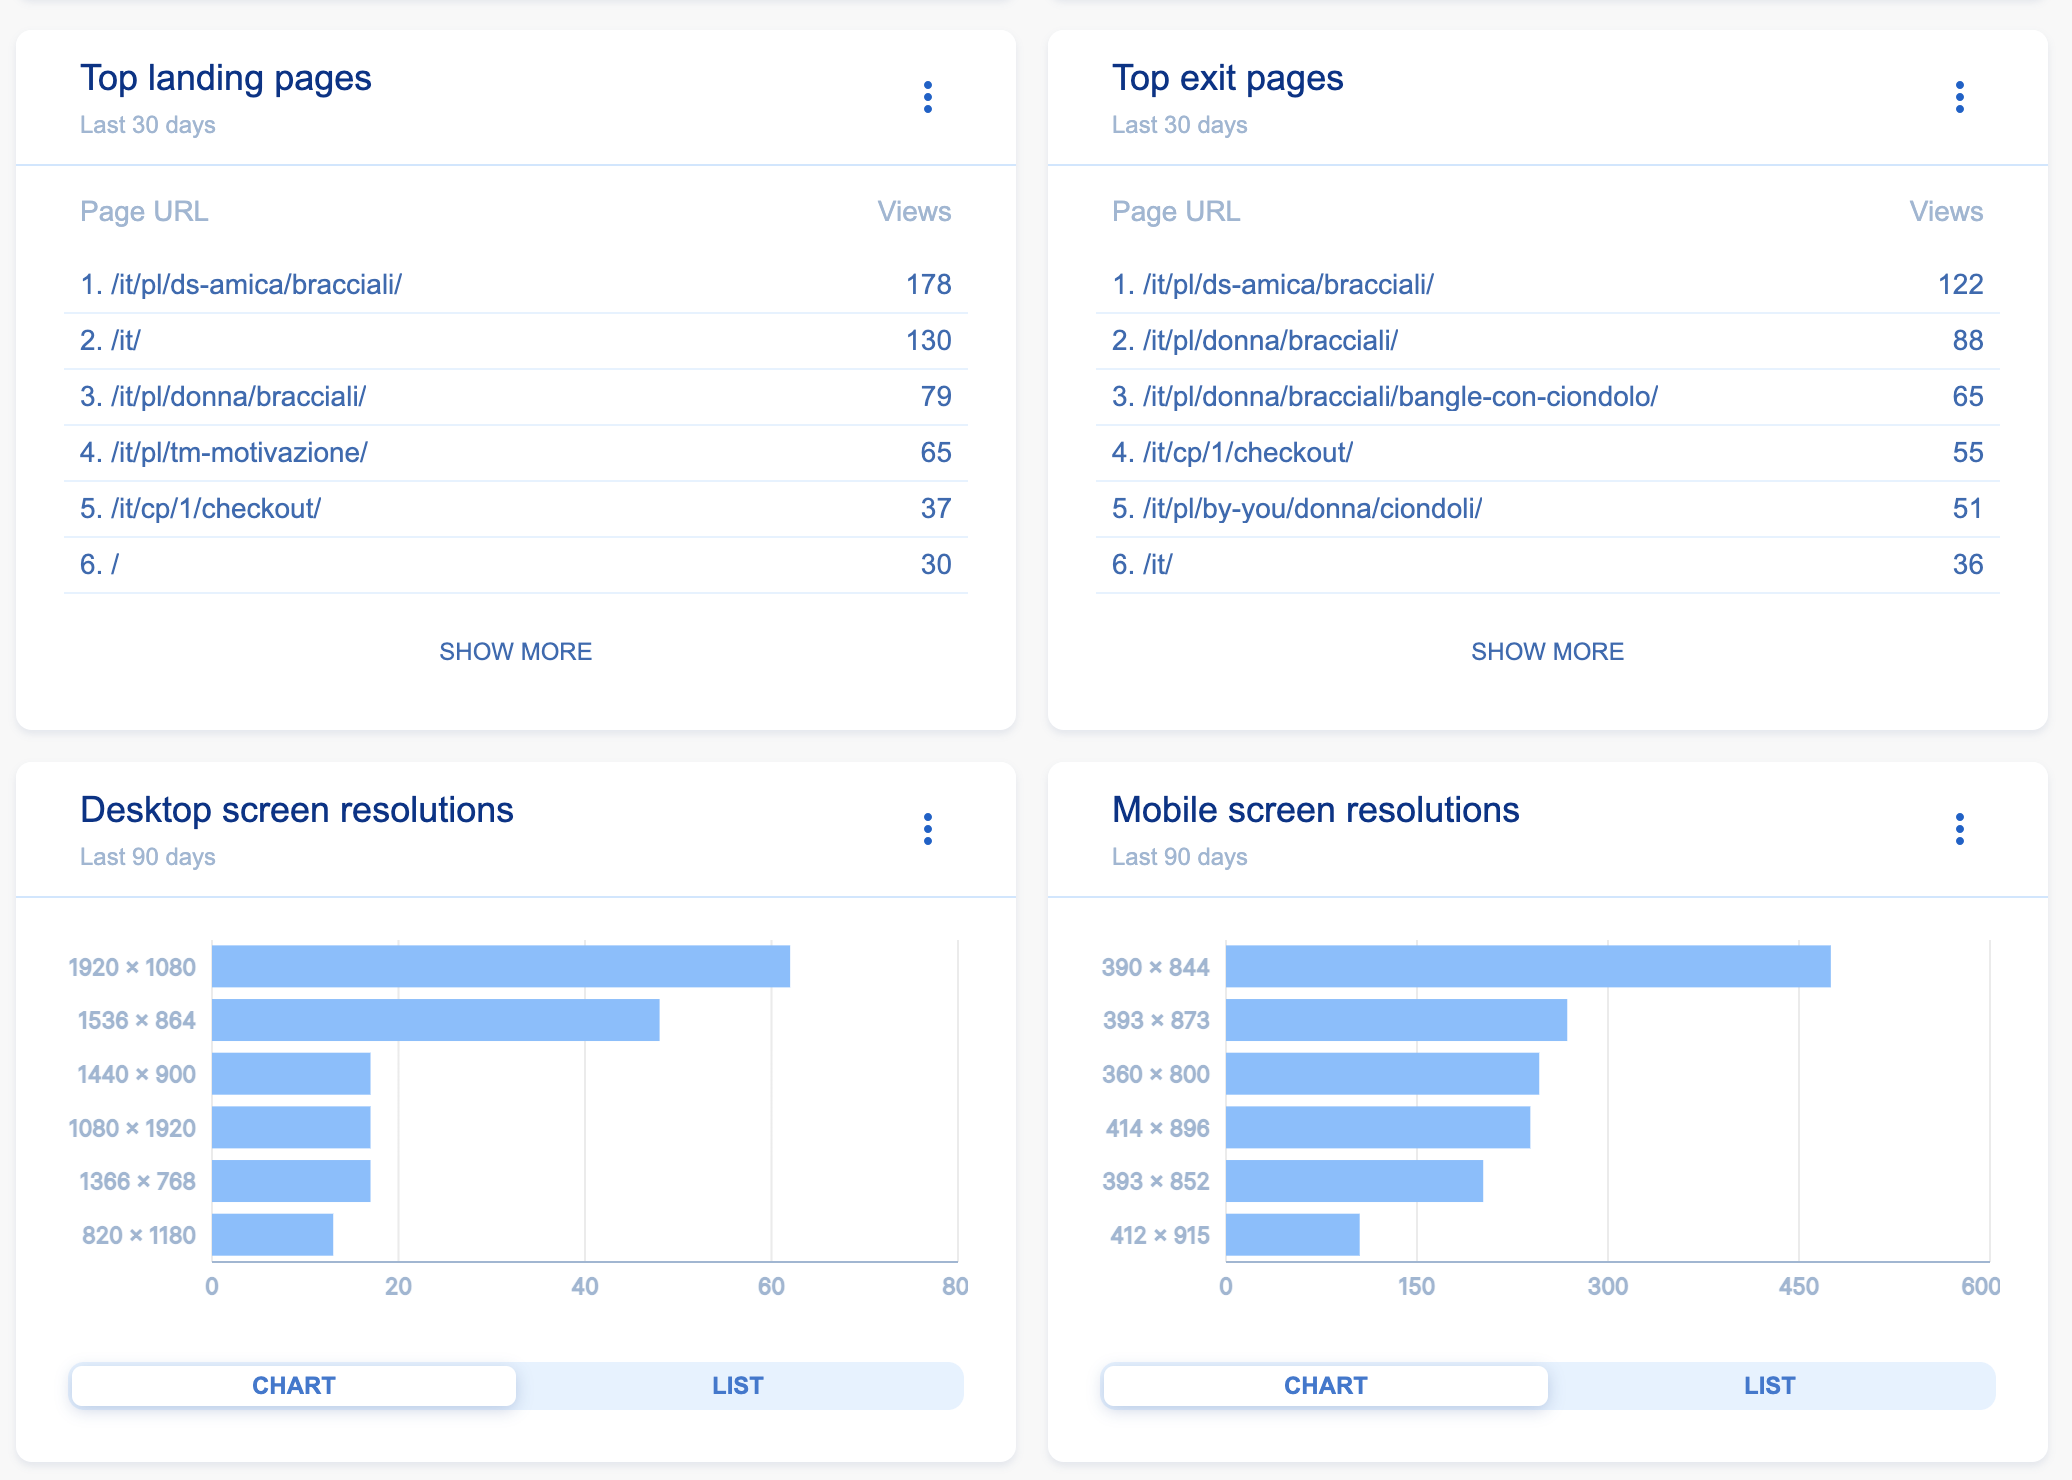 Top landing pages
Last 30 days
Page URL Views
1. /it/pl/ds-amica/bracciali/ 178
2. /it/ 130
3. /it/pl/donna/bracciali/ 79
4. /it/pl/tm-motivazione/ 65
5. /it/cp/1/checkout/ 37
6. / 30
SHOW MORE
Top exit pages
Last 30 days
Page URL Views
1. /it/pl/ds-amica/bracciali/ 122
2. /it/pl/donna/bracciali/ 88
3. /it/pl/donna/bracciali/bangle-con-ciondolo/ 65
4. /it/cp/1/checkout/ 55
5. /it/pl/by-you/donna/ciondoli/ 51
6. /it/ 36
SHOW MORE
Desktop screen resolutions
Last 90 days
1920 × 1080
1536 × 864
1440 × 900
1080 × 1920
1366 × 768
820 × 1180
0 20 40 60 80
CHART LIST
Mobile screen resolutions
Last 90 days
390 × 844
393 × 873
360 × 800
414 × 896
393 × 852
412 × 915
0 150 300 450 600
CHART LIST